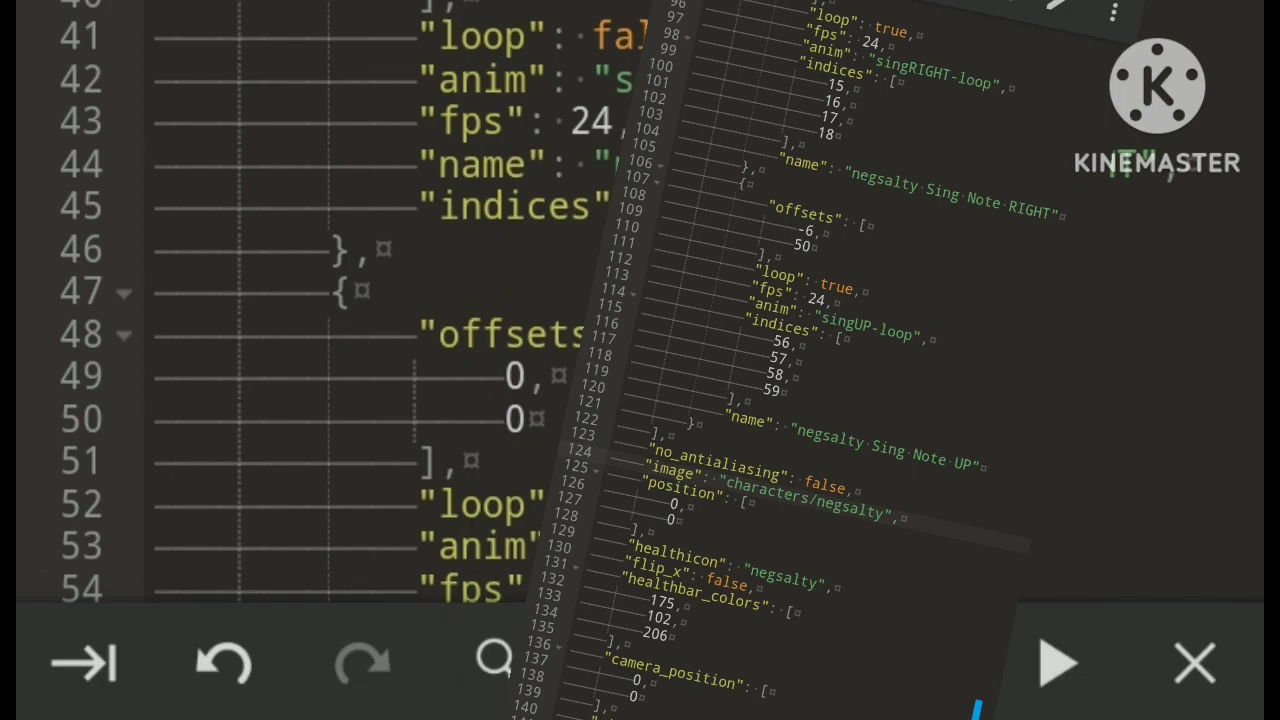 41 "loop": fal
42 "anim": "s
43 "fps": 24,
44 "name": "
45 "indices"
46 },¤
47 {¤
48 "offsets
49 0,¤
50 0¤
51 ],¤
52 "loop"
53 "anim"
54 "fps"
96
97 "loop": true,¤
98 "fps": 24,¤
99 "anim": "singRIGHT-loop",¤
100 "indices": [¤
101 15,¤
102 16,¤
103 17,¤
104 18¤
105 ],¤
106 "name": "negsalty Sing Note RIGHT"¤
107 },¤
108 {¤
109 "offsets": [¤
110 -6,¤
111 50¤
112 ],¤
113 "loop": true,¤
114 "fps": 24,¤
115 "anim": "singUP-loop",¤
116 "indices": [¤
117 56,¤
118 57,¤
119 58,¤
120 59¤
121 ],¤
122 "name": "negsalty Sing Note UP"¤
123 }¤
124 ],¤
125 "no_antialiasing": false,¤
126 "image": "characters/negsalty",¤
127 "position": [¤
128 0,¤
129 0¤
130 ],¤
131 "healthicon": "negsalty",¤
132 "flip_x": false,¤
133 "healthbar_colors": [¤
134 175,¤
135 102,¤
136 206¤
137 ],¤
138 "camera_position": [¤
139 0,¤
140 0¤
],¤
K
KINEMASTER